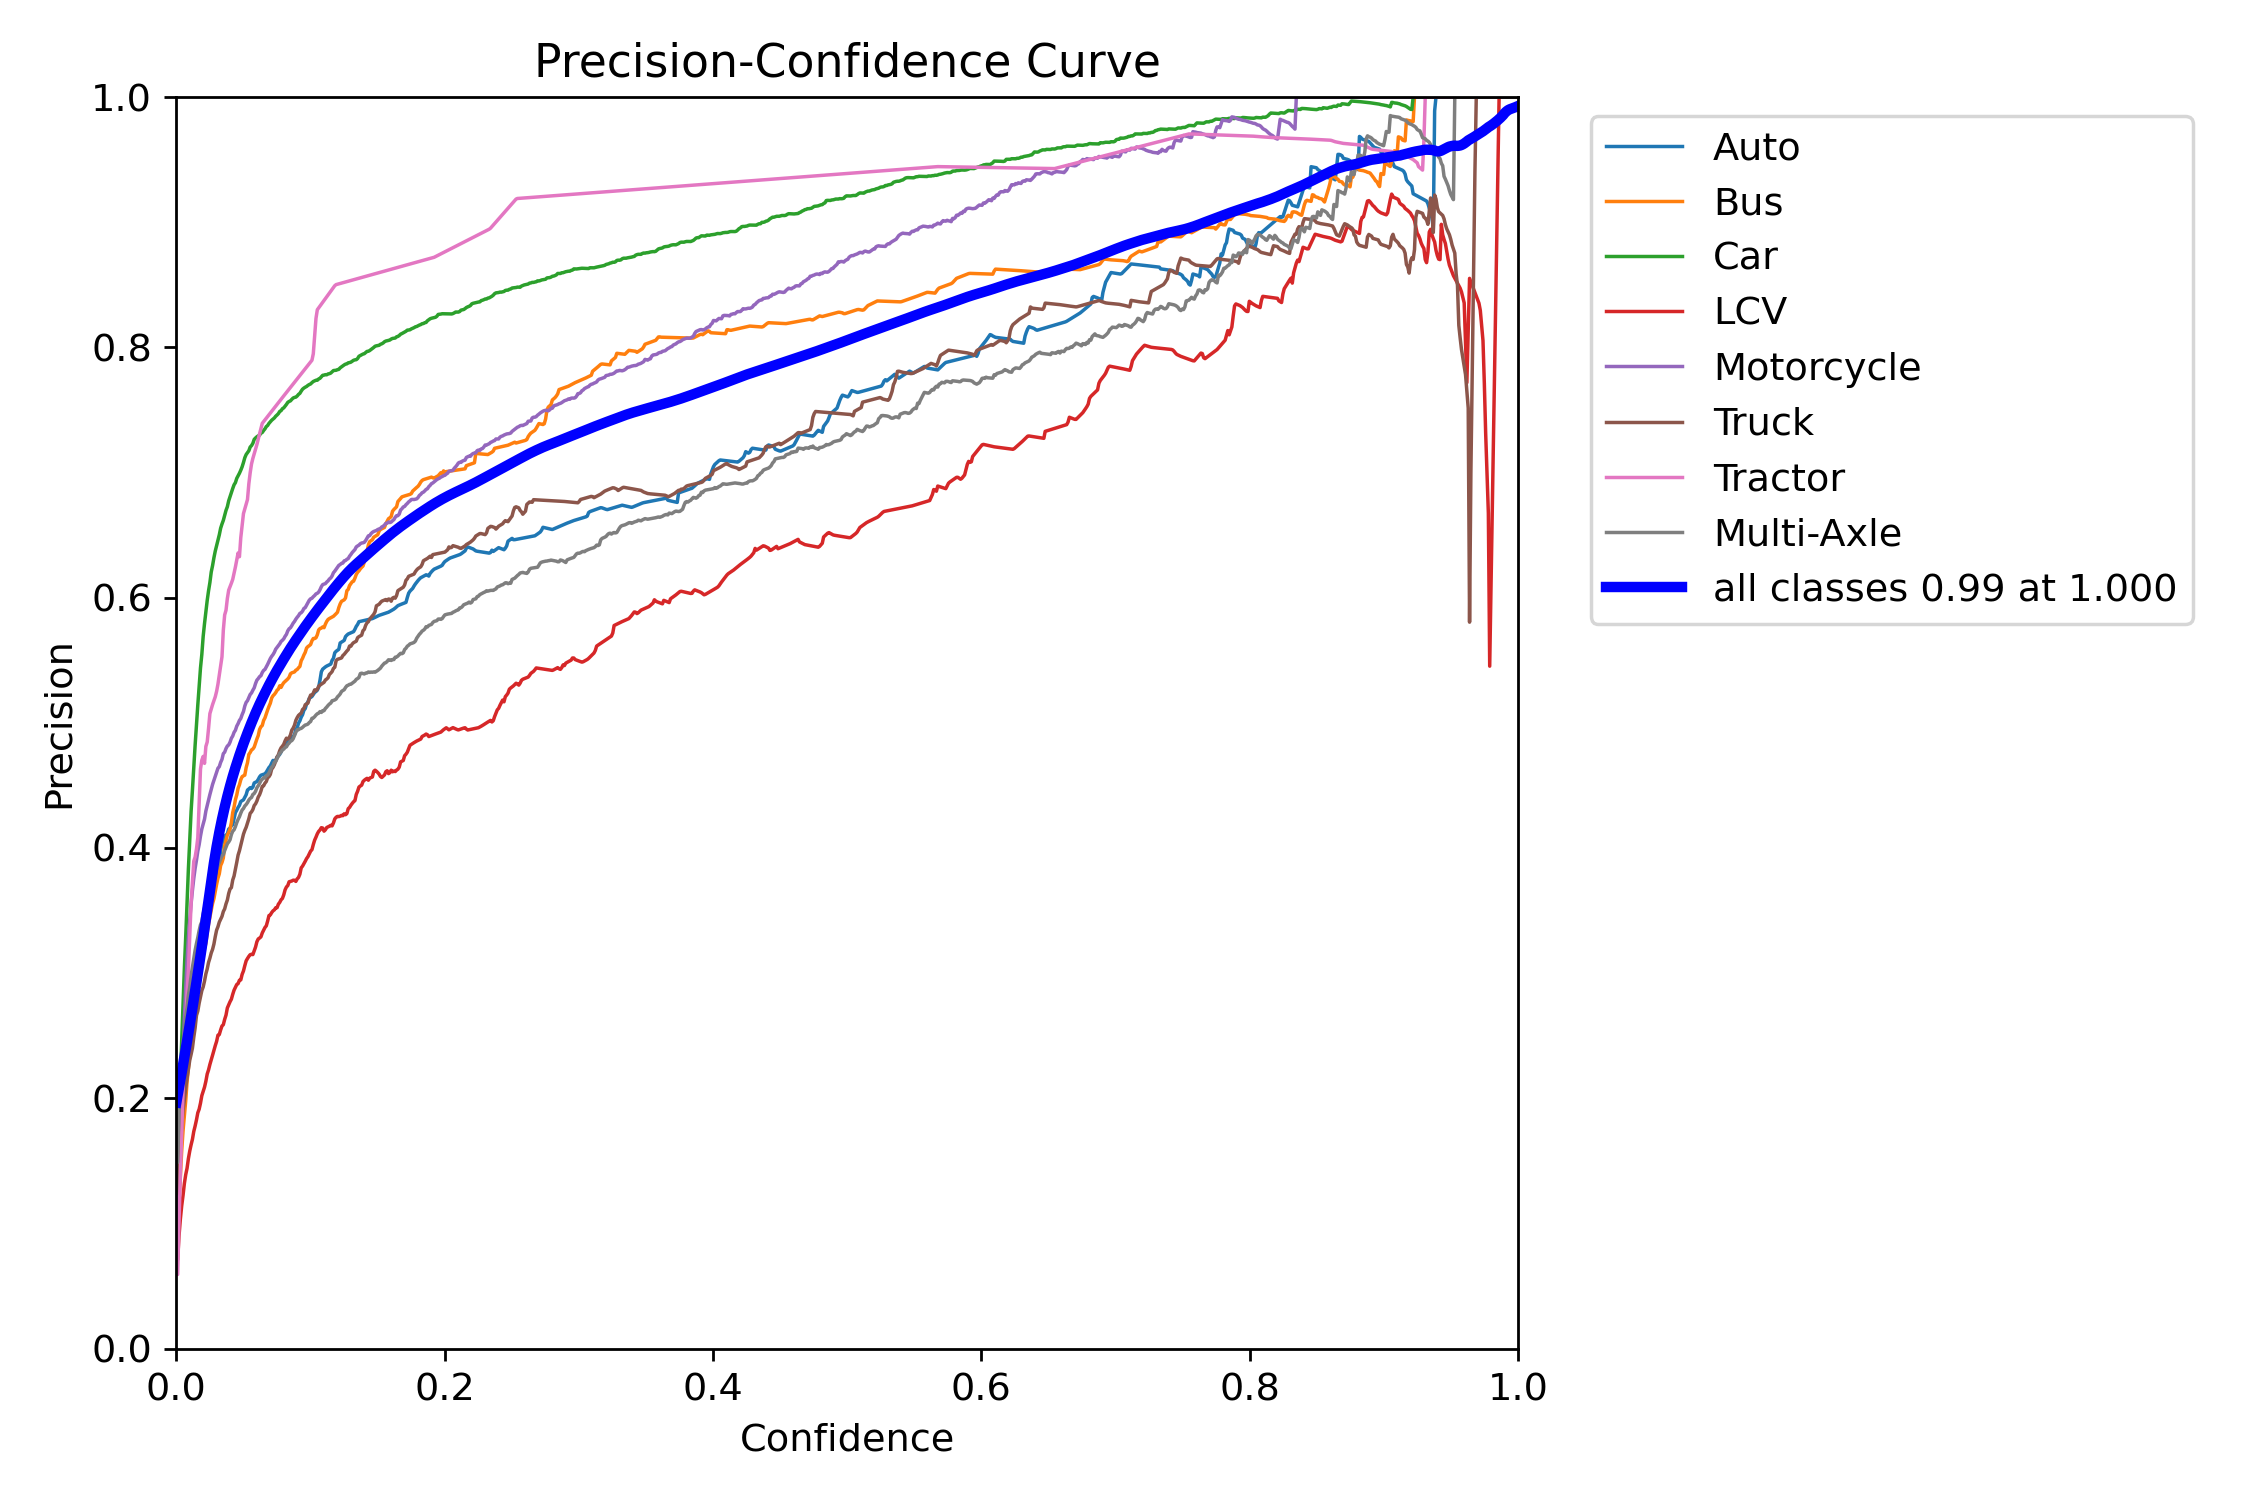 Precision-Confidence Curve
1.0
0.8
0.6
0.4
0.2
0.0
Precision
0.0 0.2 0.4 0.6 0.8 1.0
Confidence
Auto
Bus
Car
LCV
Motorcycle
Truck
Tractor
Multi-Axle
all classes 0.99 at 1.000